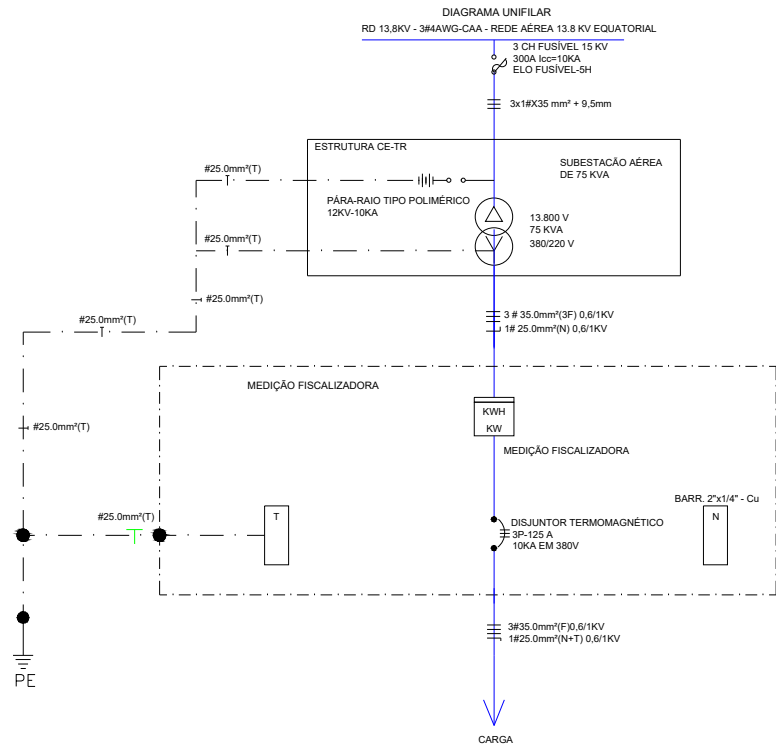 DIAGRAMA UNIFILAR
RD 13,8KV - 3#4AWG-CAA - REDE AÉREA 13.8 KV EQUATORIAL
3 CH FUSÍVEL 15 KV
300A Icc=10KA
ELO FUSÍVEL-5H
3x1#X35 mm² + 9,5mm
ESTRUTURA CE-TR
SUBESTACÃO AÉREA
DE 75 KVA
#25.0mm²(T)
PÁRA-RAIO TIPO POLIMÉRICO
12KV-10KA
13.800 V
75 KVA
380/220 V
#25.0mm²(T)
#25.0mm²(T)
#25.0mm²(T)
3 # 35.0mm²(3F) 0,6/1KV
1# 25.0mm²(N) 0,6/1KV
MEDIÇÃO FISCALIZADORA
KWH
KW
#25.0mm²(T)
MEDIÇÃO FISCALIZADORA
BARR. 2"x1/4" - Cu
#25.0mm²(T)
T
N
DISJUNTOR TERMOMAGNÉTICO
3P-125 A
10KA EM 380V
3#35.0mm²(F)0,6/1KV
1#25.0mm²(N+T) 0,6/1KV
PE
CARGA